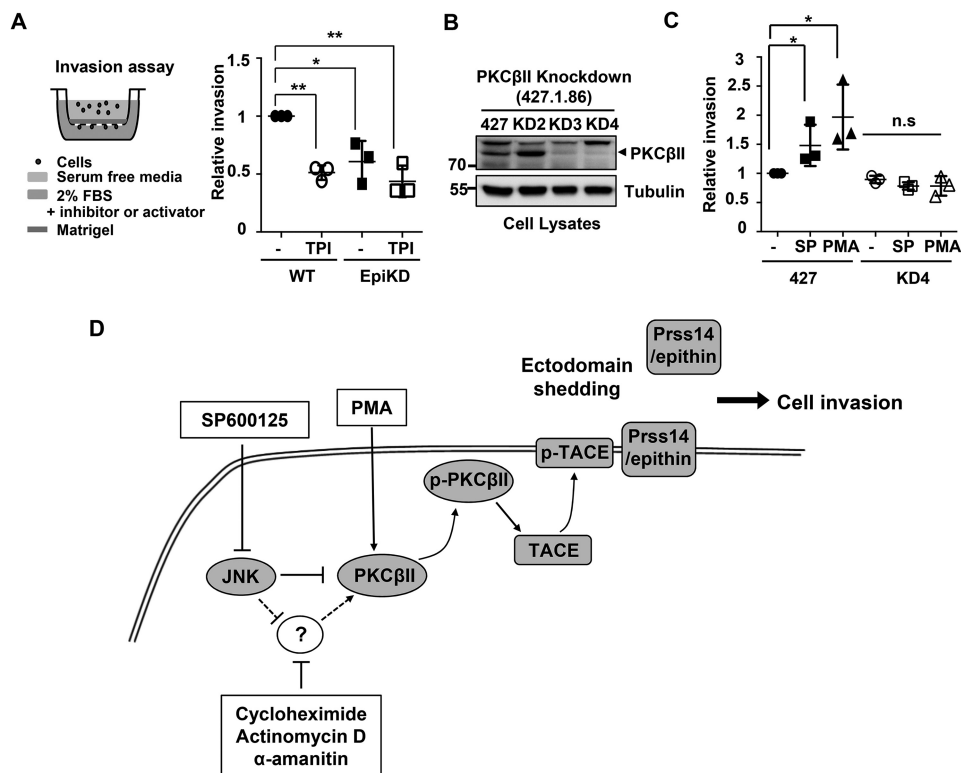 A
Invasion assay
Cells
Serum free media
2% FBS
+ inhibitor or activator
Matrigel
Relative invasion
1.5
1
0.5
0
**
*
**
- TPI - TPI
WT EpiKD
B
PKCβII Knockdown
(427.1.86)
427 KD2 KD3 KD4
PKCβII
70
55
Tubulin
Cell Lysates
C
Relative invasion
3
2.5
2
1.5
1
0.5
0
*
*
n.s
- SP PMA - SP PMA
427 KD4
D
Prss14
/epithin
Ectodomain
shedding
Cell invasion
SP600125
PMA
p-TACE
Prss14
/epithin
p-PKCβII
TACE
JNK
PKCβII
?
Cycloheximide
Actinomycin D
α-amanitin